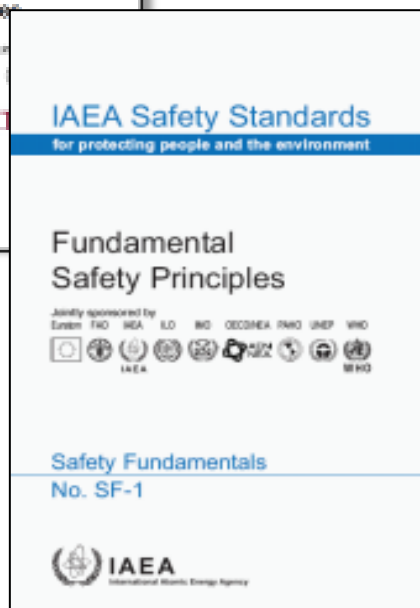 IAEA Safety Standards
for protecting people and the environment
Fundamental
Safety Principles
Jointly sponsored by
Euratom FAO IAEA ILO IMO OECD/NEA PAHO UNEP WHO
IAEA
WHO
Safety Fundamentals
No. SF-1
IAEA
International Atomic Energy Agency